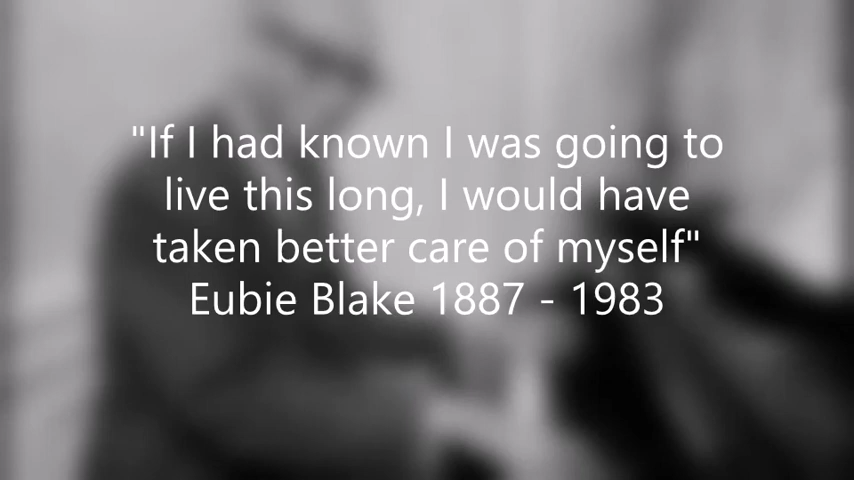 "If I had known I was going to
live this long, I would have
taken better care of myself"
Eubie Blake 1887 - 1983